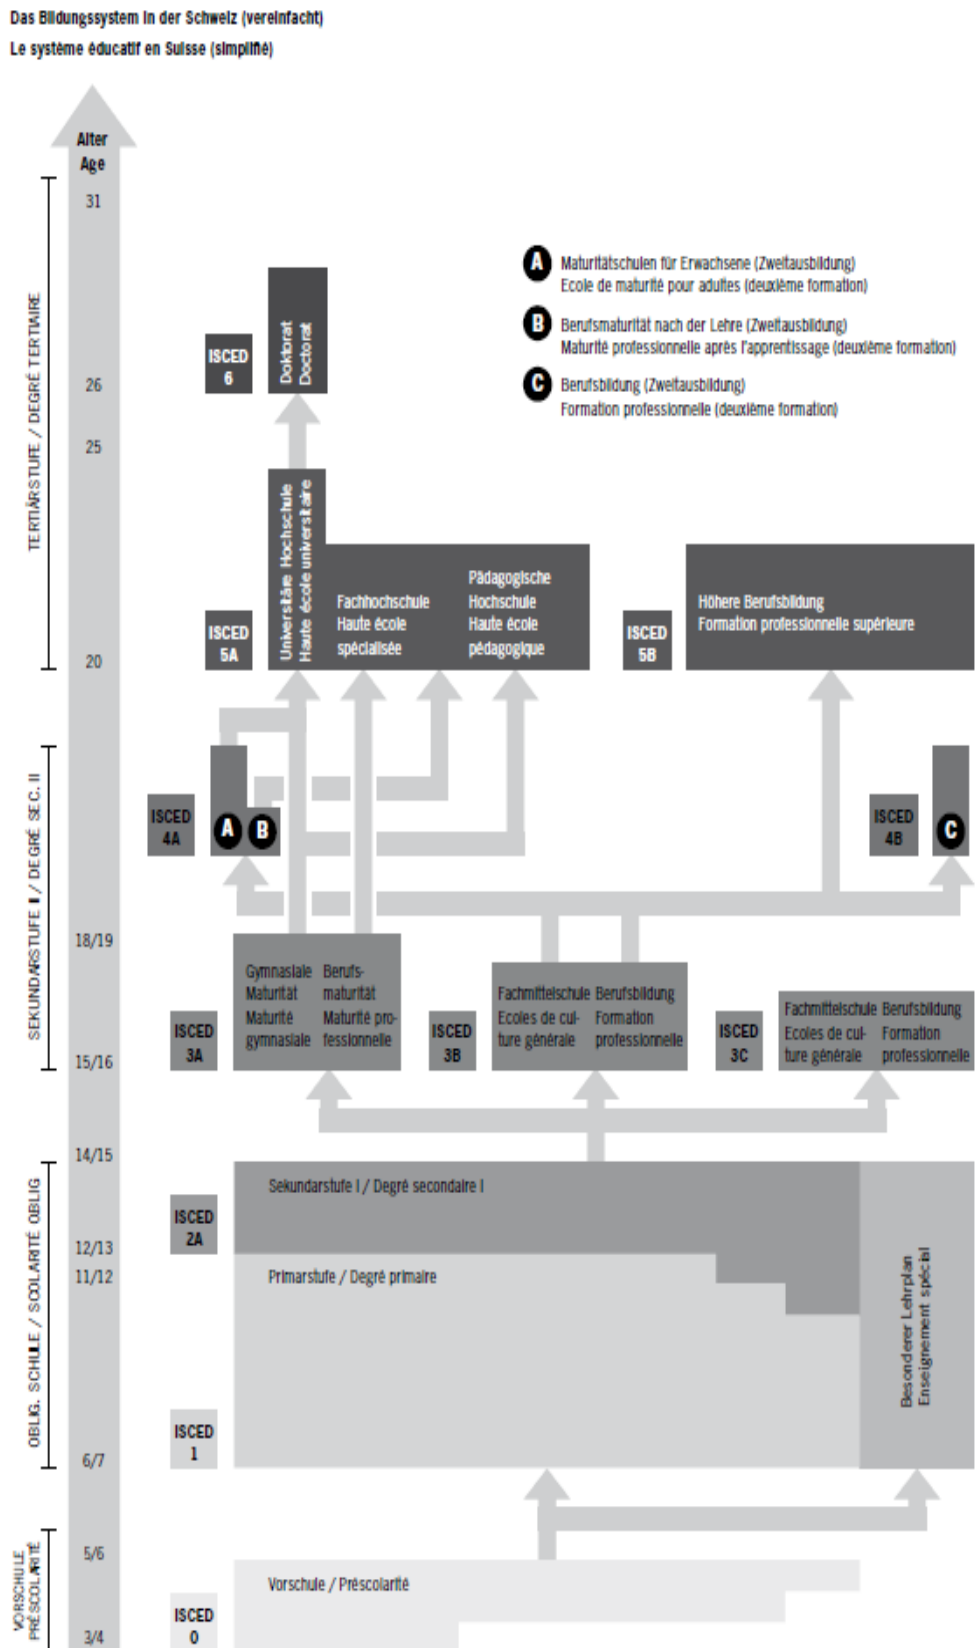 Das Bildungssystem in der Schweiz (vereinfacht)
Le système éducatif en Suisse (simplifié)
Alter
Age
31
26
25
20
18/19
15/16
14/15
12/13
11/12
6/7
5/6
3/4
TERTIÄRSTUFE / DEGRÉ TERTIAIRE
SEKUNDARSTUFE II / DEGRÉ SEC. II
OBLIG. SCHULE / SCOLARITÉ OBLIG
VORSCHULE
PRÉSCOLARITÉ
A Maturitätschulen für Erwachsene (Zweitausbildung)
Ecole de maturité pour adultes (deuxième formation)
B Berufsmaturität nach der Lehre (Zweitausbildung)
Maturité professionnelle après l'apprentissage (deuxième formation)
C Berufsbildung (Zweitausbildung)
Formation professionnelle (deuxième formation)
ISCED
6
Doktorat
Doctorat
ISCED
5A
Universitäre Hochschule
Haute école universitaire
Fachhochschule
Haute école
spécialisée
Pädagogische
Hochschule
Haute école
pédagogique
ISCED
5B
Höhere Berufsbildung
Formation professionnelle supérieure
ISCED
4A
A
B
ISCED
4B
C
ISCED
3A
Gymnasiale
Maturität
Maturité
gymnasiale
Berufs-
maturität
Maturité pro-
fessionnelle
ISCED
3B
Fachmittelschule
Ecoles de cul-
ture générale
Berufsbildung
Formation
professionnelle
ISCED
3C
Fachmittelschule
Ecoles de cul-
ture générale
Berufsbildung
Formation
professionnelle
ISCED
2A
Sekundarstufe I / Degré secondaire I
Primarstufe / Degré primaire
Besonderer Lehrplan
Enseignement spécial
ISCED
1
Vorschule / Préscolarité
ISCED
0